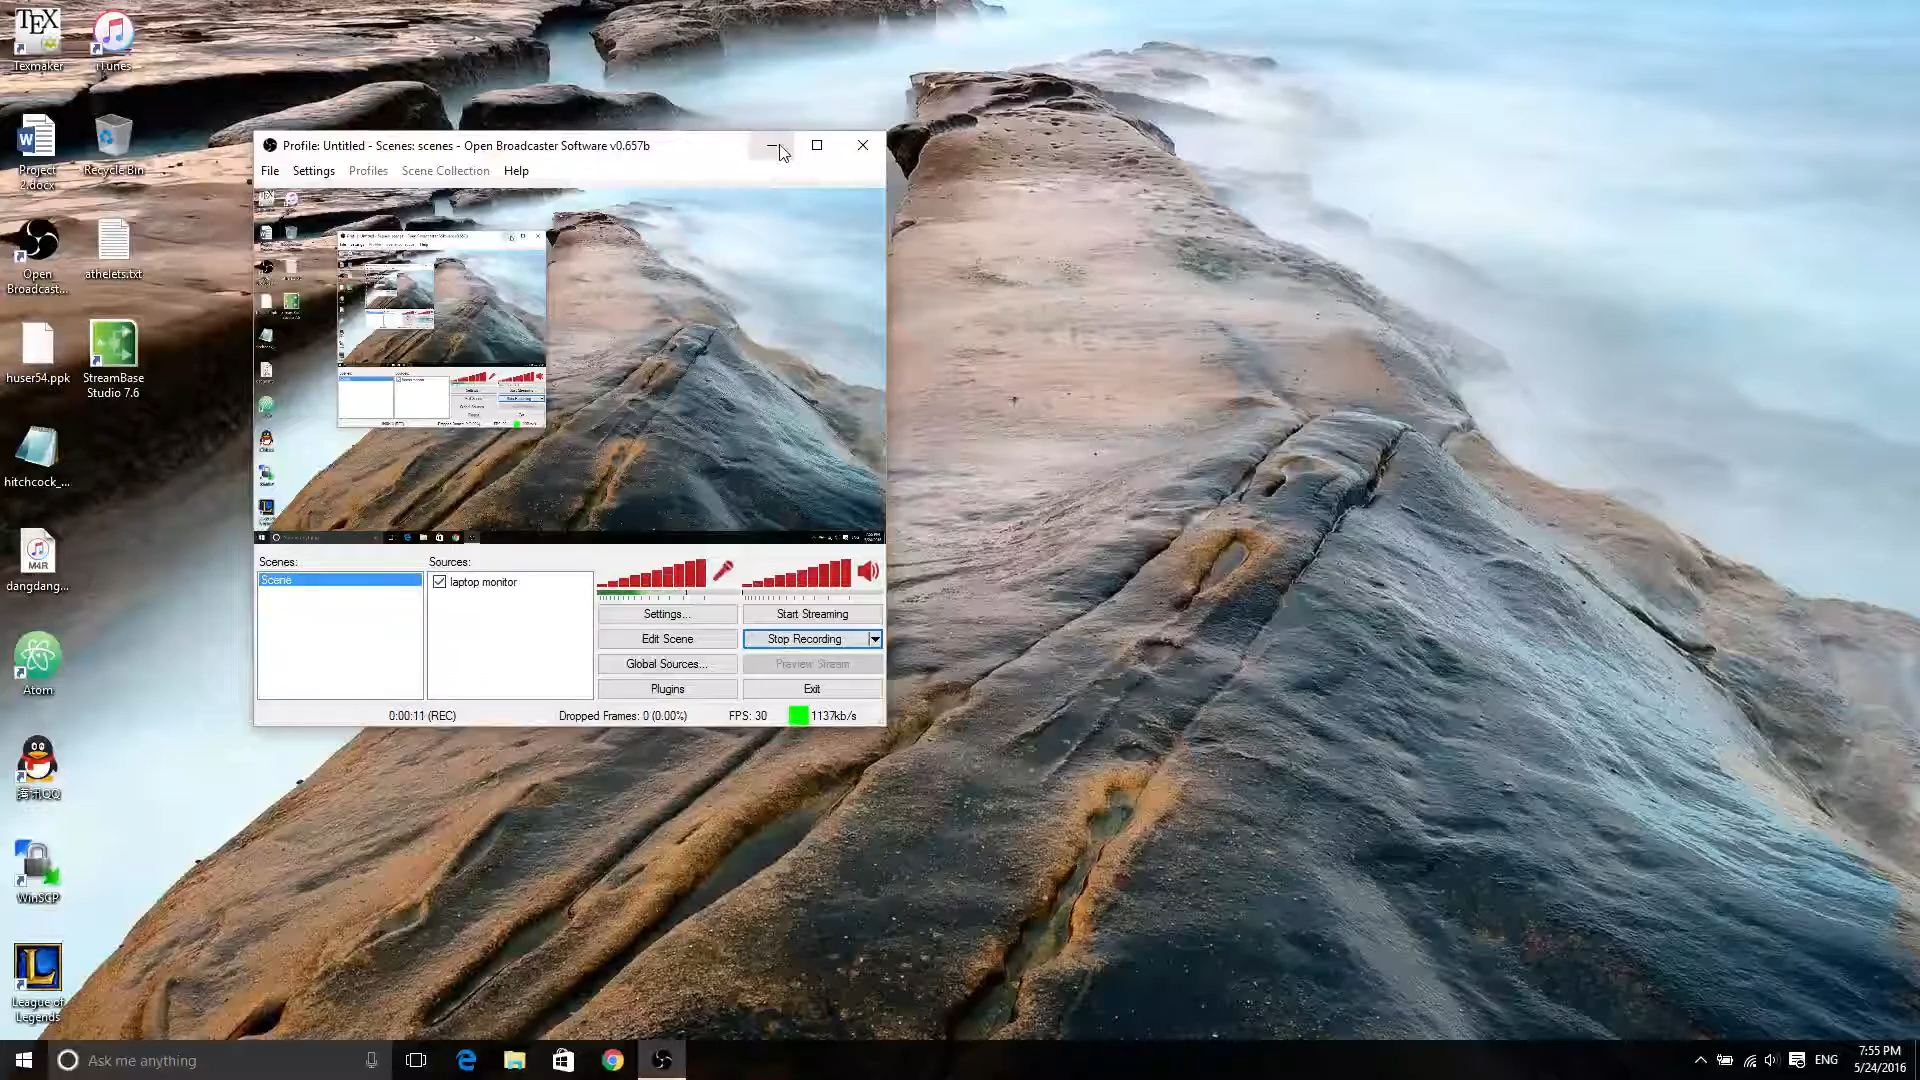 TEX
Texmaker
iTunes
Project
2.docx
Recycle Bin
Open
Broadcast...
athelets.txt
huser54.ppk
StreamBase
Studio 7.6
hitchcock_...
M4R
dangdang...
Atom
腾讯QQ
WinSCP
League of
Legends
Profile: Untitled - Scenes: scenes - Open Broadcaster Software v0.657b
File Settings Profiles Scene Collection Help
Scenes:
Sources:
Scene
laptop monitor
Settings...
Start Streaming
Edit Scene
Stop Recording
Global Sources...
Preview Stream
Plugins
Exit
0:00:11 (REC)
Dropped Frames: 0 (0.00%)
FPS: 30
1137kb/s
Ask me anything
ENG
7:55 PM
5/24/2016